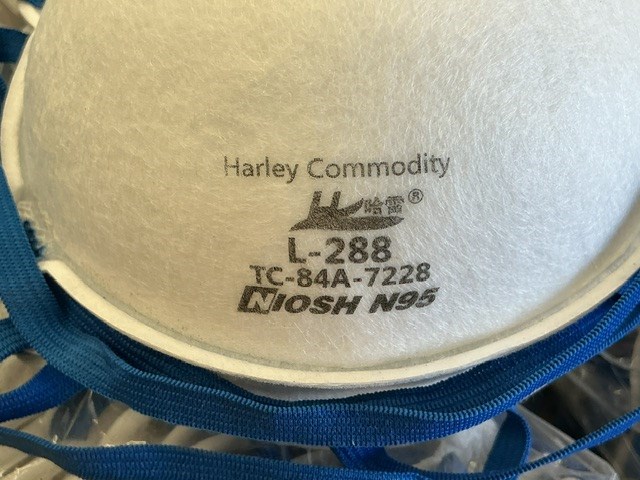 Harley Commodity
哈雷®
L-288
TC-84A-7228
NIOSH N95